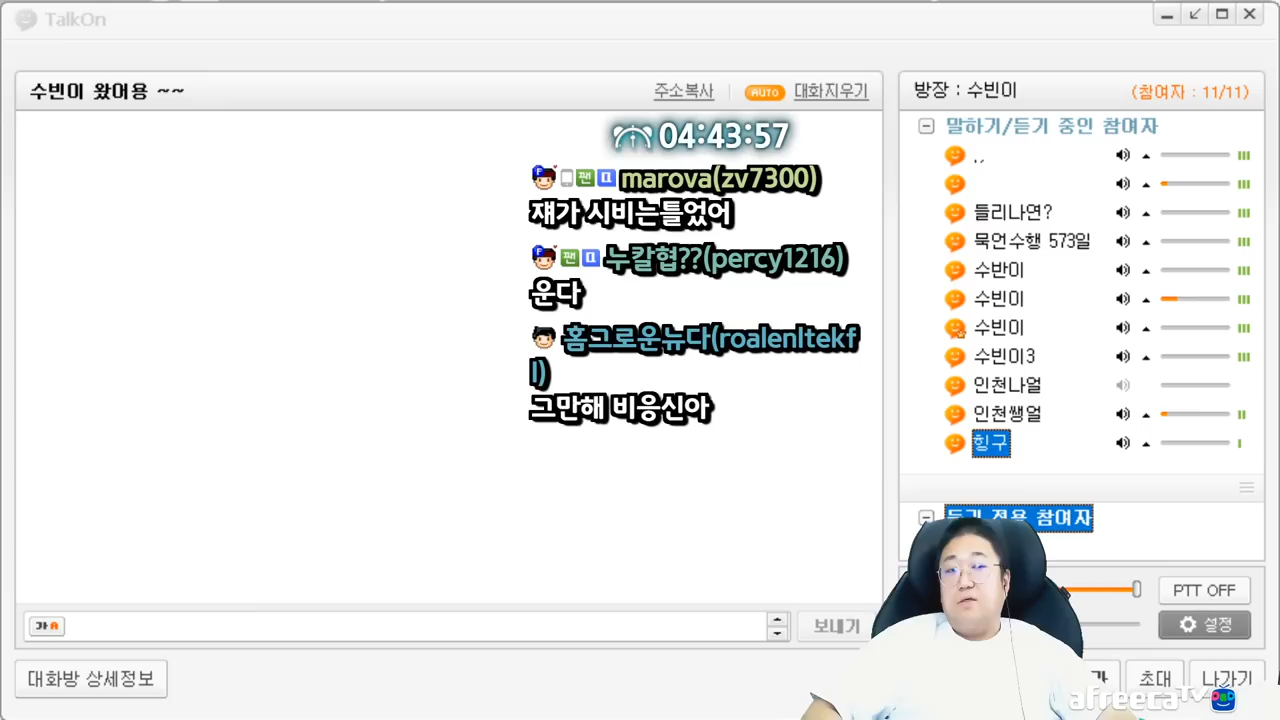 TalkOn
수빈이 왔어용 ~~
주소복사
AUTO
대화지우기
04:43:57
marova(zv7300)
쟤가 시비는틀었어
누칼협??(percy1216)
운다
홈그로운뉴다(roalenltekf
l)
그만해 비응신아
방장 : 수빈이
(참여자 : 11/11)
말하기/듣기 중인 참여자
..
들리나면?
묵언수행 573일
수반이
수빈이
수빈이
수빈이3
인천나얼
인천쌩얼
힝구
듣기 전용 참여자
PTT OFF
설정
가A
보내기
대화방 상세정보
초대
나가기
afreecaTV